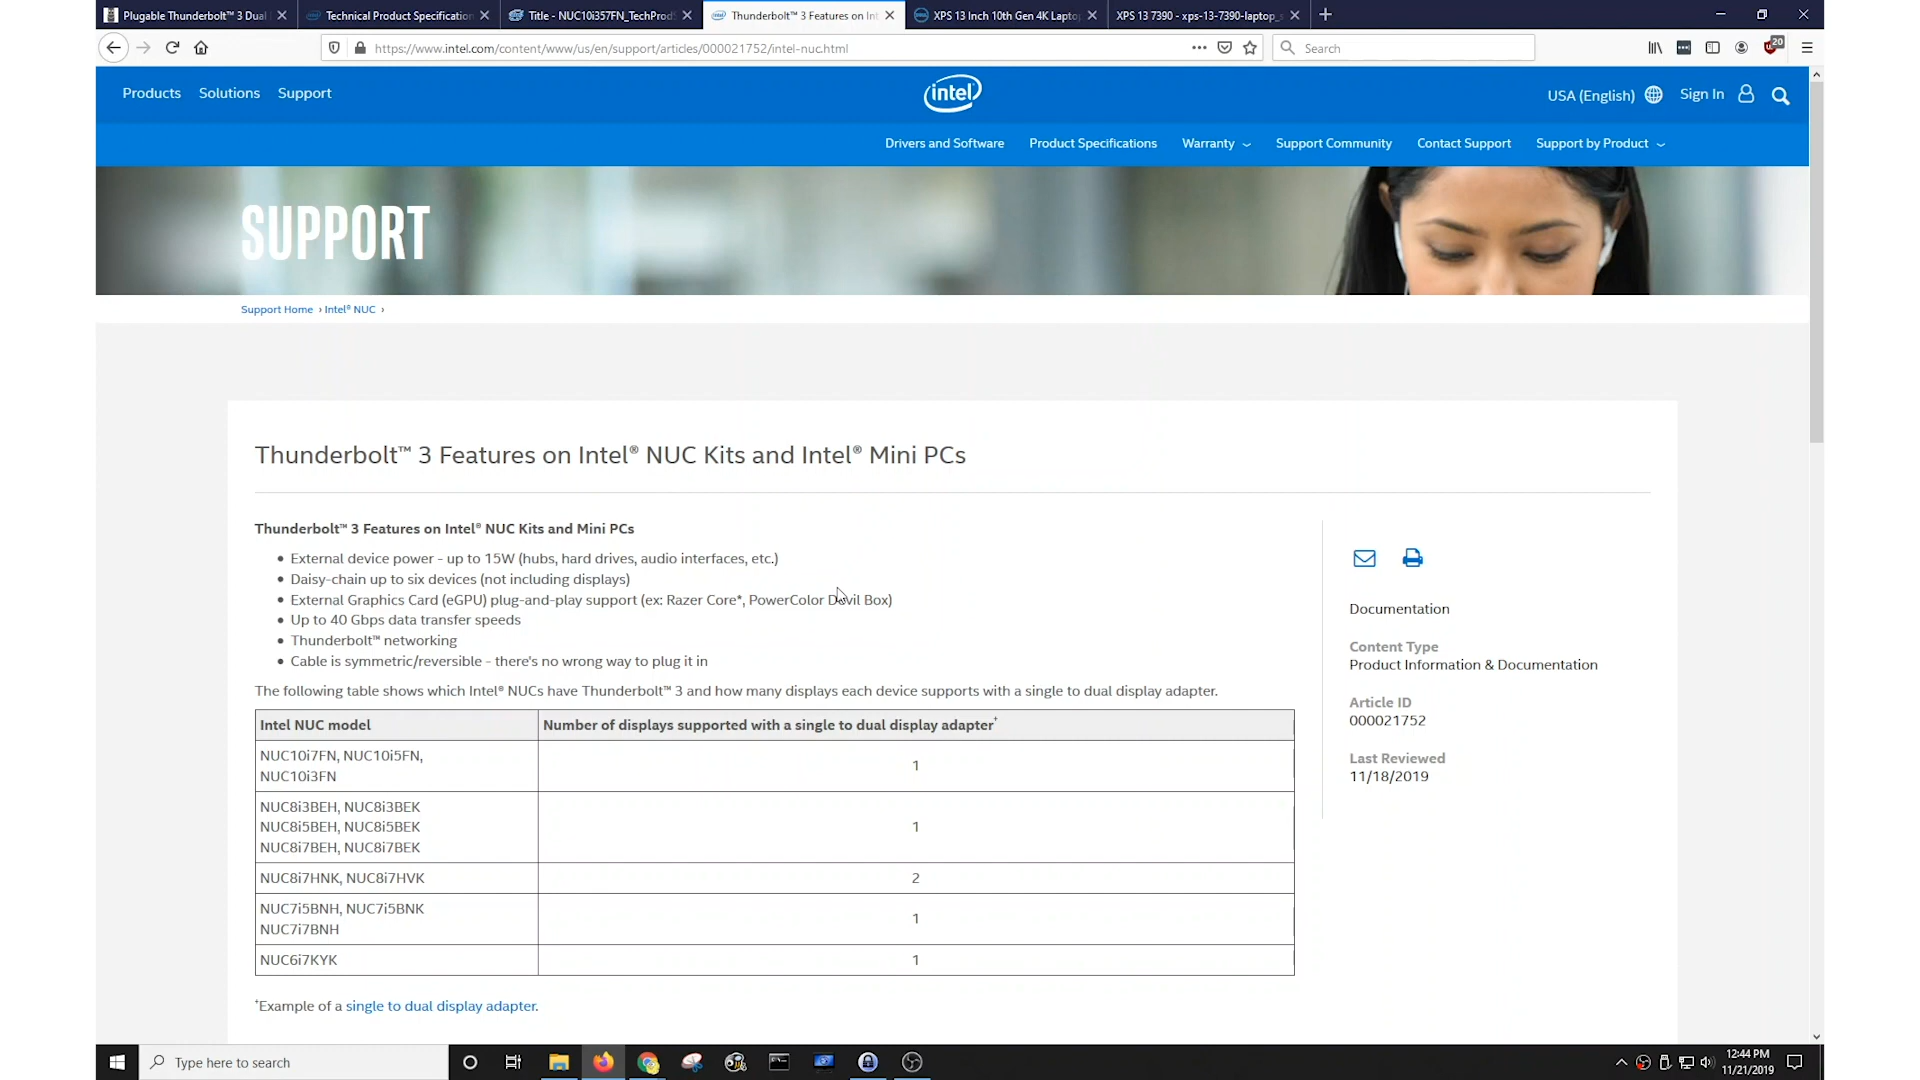 Plugable Thunderbolt™ 3 Dual
Technical Product Specification
Title - NUC10i357FN_TechProd
Thunderbolt™ 3 Features on Int
XPS 13 Inch 10th Gen 4K Laptop
XPS 13 7390 - xps-13-7390-laptop_s
https://www.intel.com/content/www/us/en/support/articles/000021752/intel-nuc.html
Search
20
Products Solutions Support
intel
USA (English)
Sign In
Drivers and Software Product Specifications Warranty Support Community Contact Support Support by Product
SUPPORT
Support Home › Intel® NUC ›
Thunderbolt™ 3 Features on Intel® NUC Kits and Intel® Mini PCs
Thunderbolt™ 3 Features on Intel® NUC Kits and Mini PCs
• External device power - up to 15W (hubs, hard drives, audio interfaces, etc.)
• Daisy-chain up to six devices (not including displays)
• External Graphics Card (eGPU) plug-and-play support (ex: Razer Core*, PowerColor Devil Box)
• Up to 40 Gbps data transfer speeds
• Thunderbolt™ networking
• Cable is symmetric/reversible - there's no wrong way to plug it in
The following table shows which Intel® NUCs have Thunderbolt™ 3 and how many displays each device supports with a single to dual display adapter.
Intel NUC model Number of displays supported with a single to dual display adapter†
NUC10i7FN, NUC10i5FN,
NUC10i3FN
1
NUC8i3BEH, NUC8i3BEK
NUC8i5BEH, NUC8i5BEK
NUC8i7BEH, NUC8i7BEK
1
NUC8i7HNK, NUC8i7HVK
2
NUC7i5BNH, NUC7i5BNK
NUC7i7BNH
1
NUC6i7KYK
1
†Example of a single to dual display adapter.
Documentation
Content Type
Product Information & Documentation
Article ID
000021752
Last Reviewed
11/18/2019
Type here to search
12:44 PM
11/21/2019